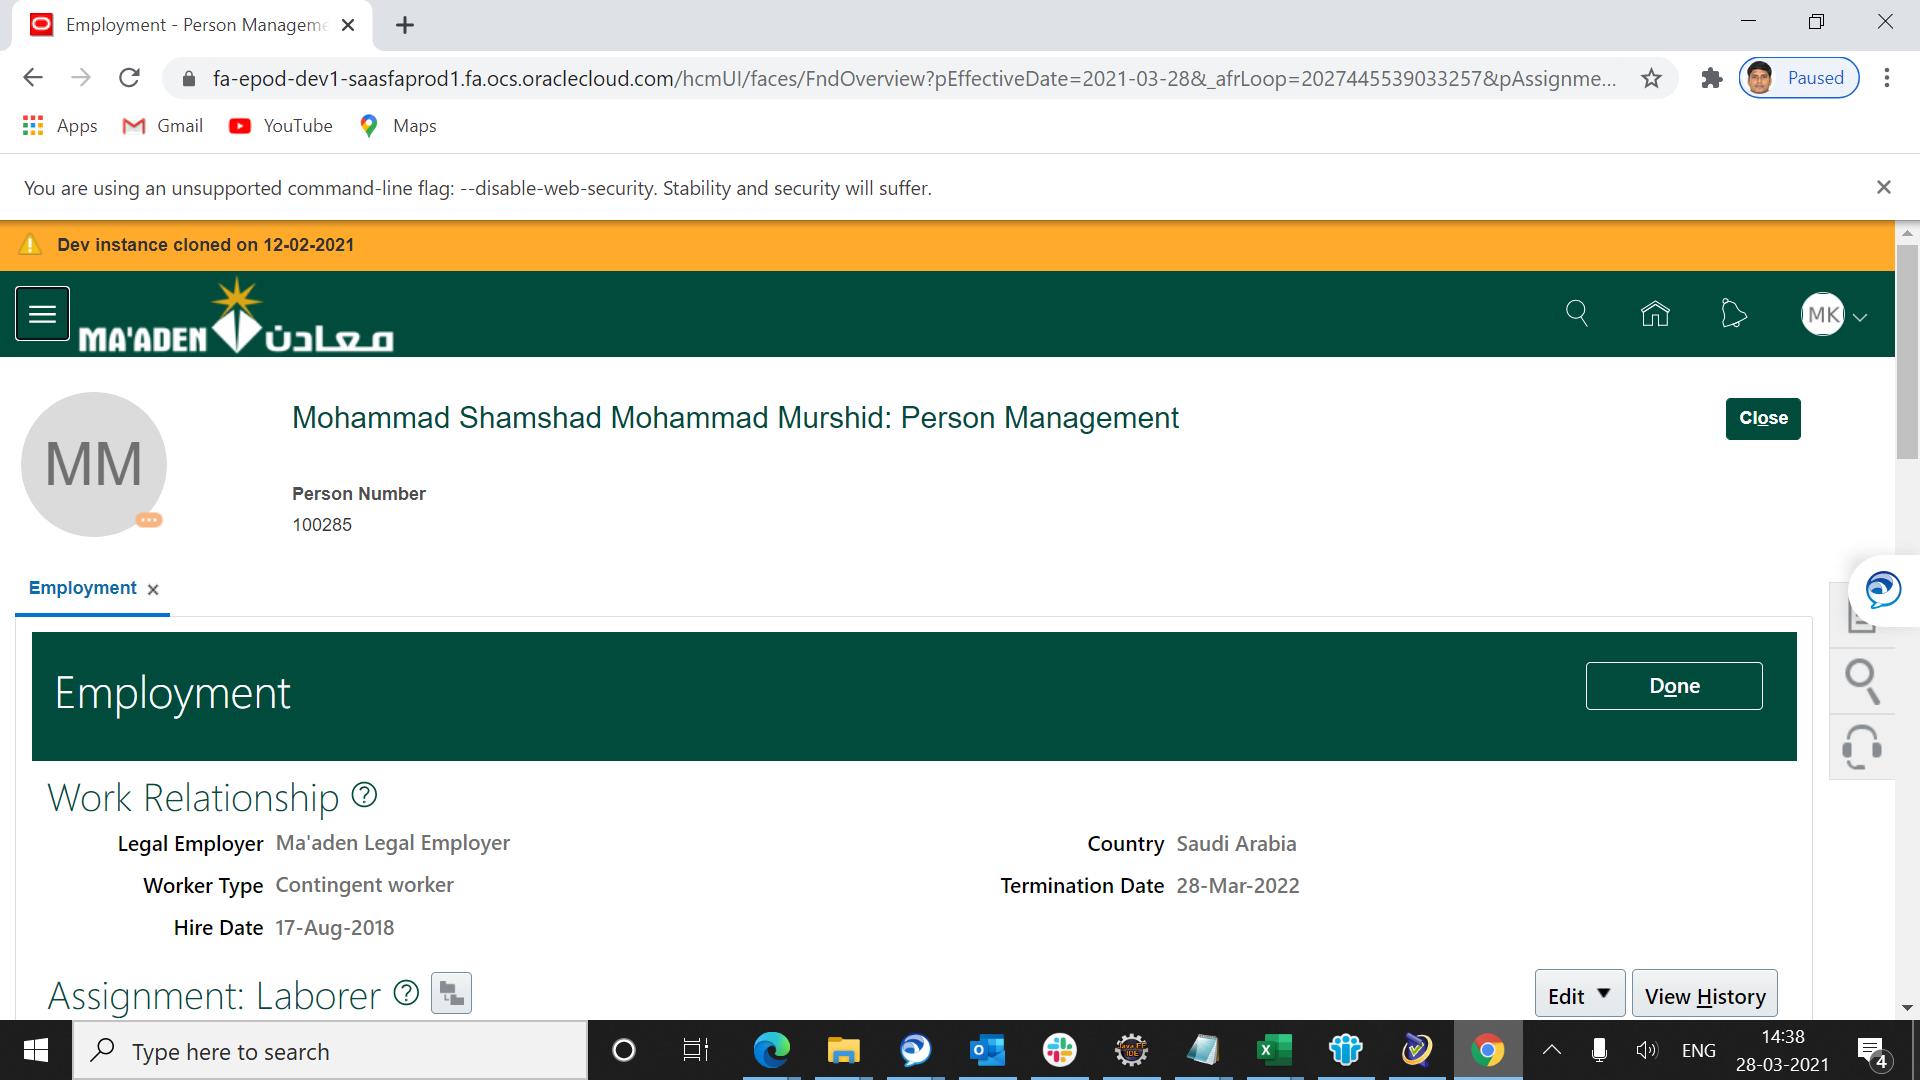 Employment - Person Manageme
fa-epod-dev1-saasfaprod1.fa.ocs.oraclecloud.com/hcmUI/faces/FndOverview?pEffectiveDate=2021-03-28&_afrLoop=2027445539033257&pAssignme...
Paused
Apps Gmail YouTube Maps
You are using an unsupported command-line flag: --disable-web-security. Stability and security will suffer.
Dev instance cloned on 12-02-2021
MA'ADEN معادن
MK
MM
Mohammad Shamshad Mohammad Murshid: Person Management
Close
Person Number
100285
Employment
Employment
Done
Work Relationship
Legal Employer Ma'aden Legal Employer
Country Saudi Arabia
Worker Type Contingent worker
Termination Date 28-Mar-2022
Hire Date 17-Aug-2018
Assignment: Laborer
Edit View History
Type here to search
ENG
14:38
28-03-2021
4